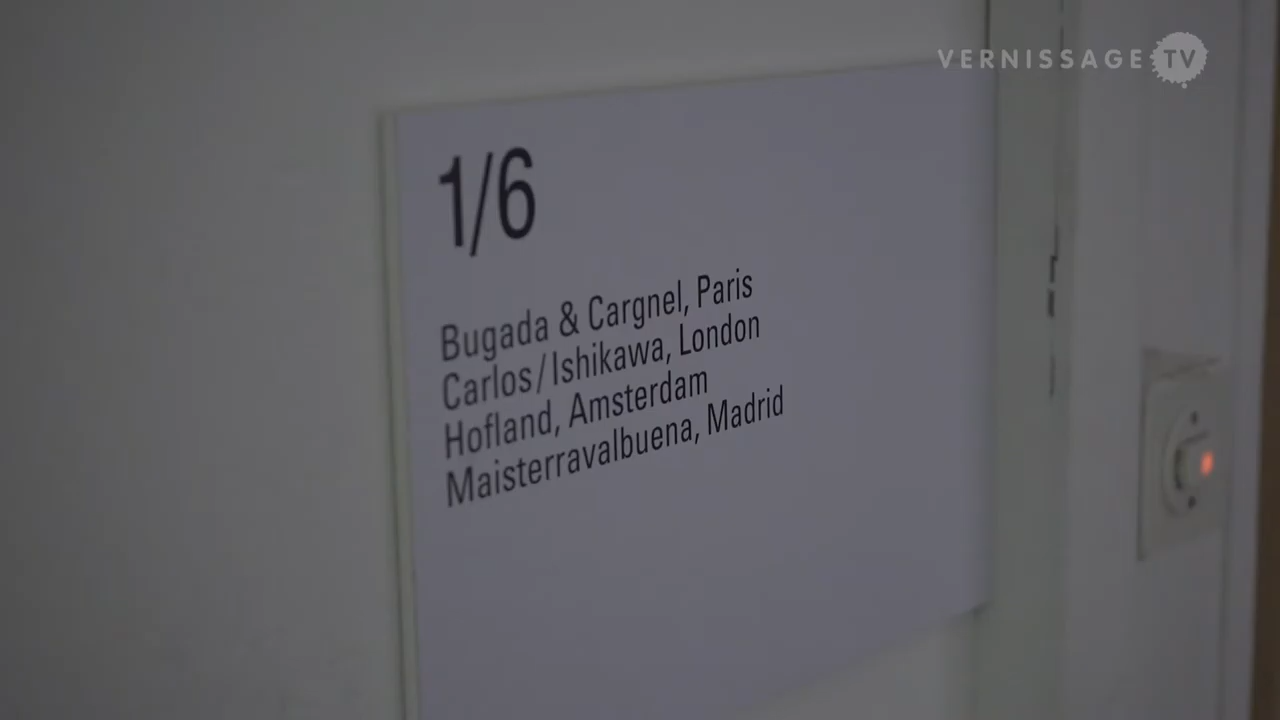 VERNISSAGE TV
1/6
Bugada & Cargnel, Paris
Carlos/Ishikawa, London
Hofland, Amsterdam
Maisterravalbuena, Madrid